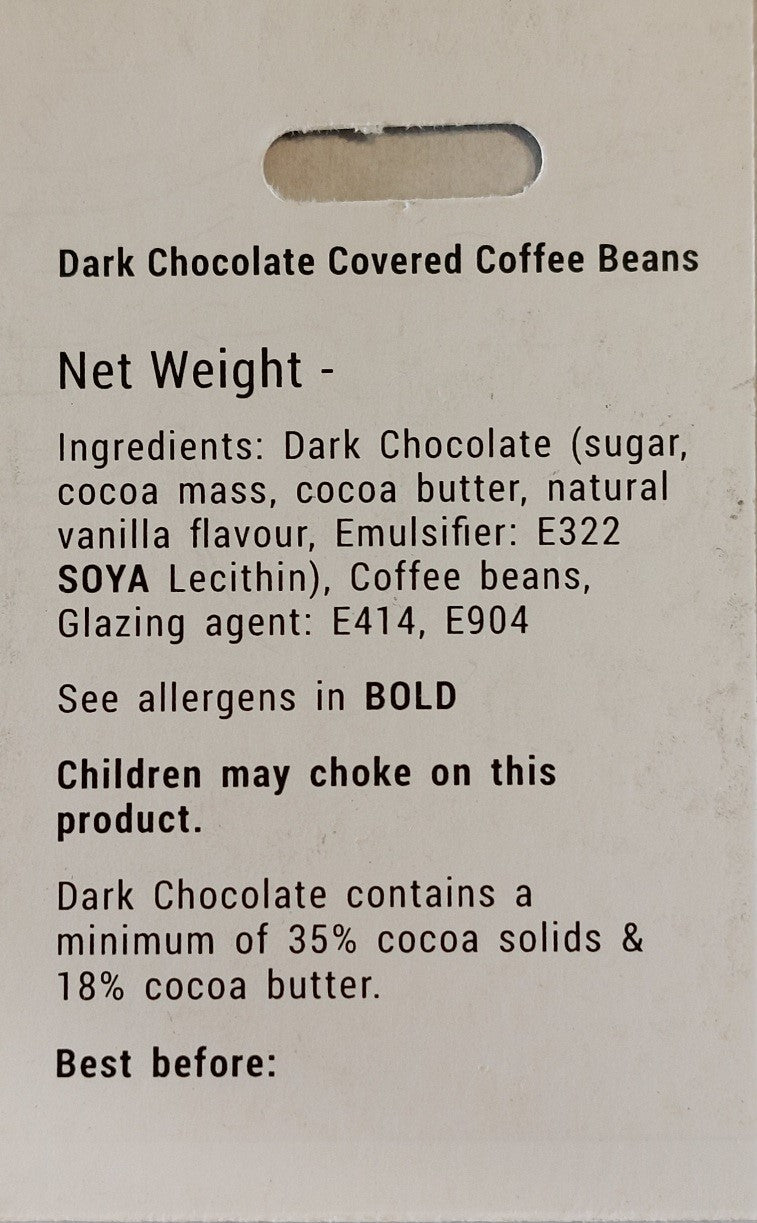 Dark Chocolate Covered Coffee Beans
Net Weight -
Ingredients: Dark Chocolate (sugar,
cocoa mass, cocoa butter, natural
vanilla flavour, Emulsifier: E322
SOYA Lecithin), Coffee beans,
Glazing agent: E414, E904
See allergens in BOLD
Children may choke on this
product.
Dark Chocolate contains a
minimum of 35% cocoa solids &
18% cocoa butter.
Best before: